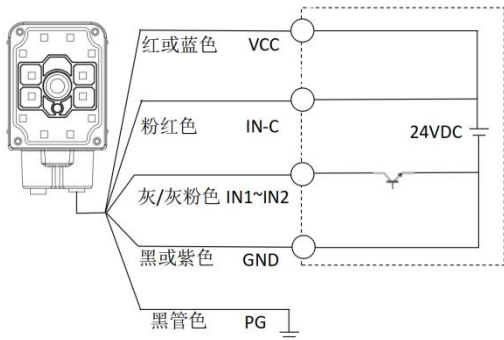 红或蓝色 VCC
粉红色 IN-C
24VDC
灰/灰粉色 IN1~IN2
黑或紫色 GND
黑管色 PG